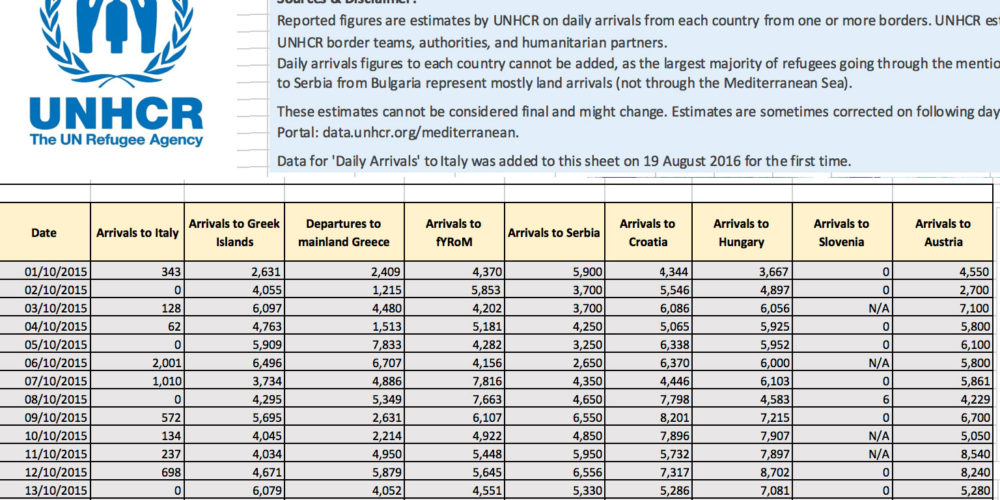 Sources & Disclaimer:
Reported figures are estimates by UNHCR on daily arrivals from each country from one or more borders. UNHCR
UNHCR border teams, authorities, and humanitarian partners.
Daily arrivals figures to each country cannot be added, as the largest majority of refugees going through the
to Serbia from Bulgaria represent mostly land arrivals (not through the Mediterranean Sea).
These estimates cannot be considered final and might change. Estimates are sometimes corrected on following
Portal: data.unhcr.org/mediterranean.
Data for 'Daily Arrivals' to Italy was added to this sheet on 19 August 2016 for the first time.
UNHCR
The UN Refugee Agency
Date Arrivals to Italy Arrivals to Greek Islands Departures to mainland Greece Arrivals to fYRoM Arrivals to Serbia Arrivals to Croatia Arrivals to Hungary Arrivals to Slovenia Arrivals to Austria
01/10/2015 343 2,631 2,409 4,370 5,900 4,344 3,667 0 4,550
02/10/2015 0 4,055 1,215 5,853 3,700 5,546 4,897 0 2,700
03/10/2015 128 6,097 4,480 4,202 3,700 6,086 6,056 N/A 7,100
04/10/2015 62 4,763 1,513 5,181 4,250 5,065 5,925 0 5,800
05/10/2015 0 5,909 7,833 4,282 3,250 6,338 5,952 0 6,100
06/10/2015 2,001 6,496 6,707 4,156 2,650 6,370 6,000 N/A 5,800
07/10/2015 1,010 3,734 4,886 7,816 4,350 4,446 6,103 0 5,861
08/10/2015 0 4,295 5,349 7,663 4,650 7,798 4,583 6 4,229
09/10/2015 572 5,695 2,631 6,107 6,550 8,201 7,215 0 6,700
10/10/2015 134 4,045 2,214 4,922 4,850 7,896 7,907 N/A 5,050
11/10/2015 237 4,034 4,950 5,448 5,950 5,732 7,897 N/A 8,540
12/10/2015 698 4,671 5,879 5,645 6,556 7,317 8,702 0 8,240
13/10/2015 0 6,079 4,052 4,551 5,330 5,286 7,081 0 5,280